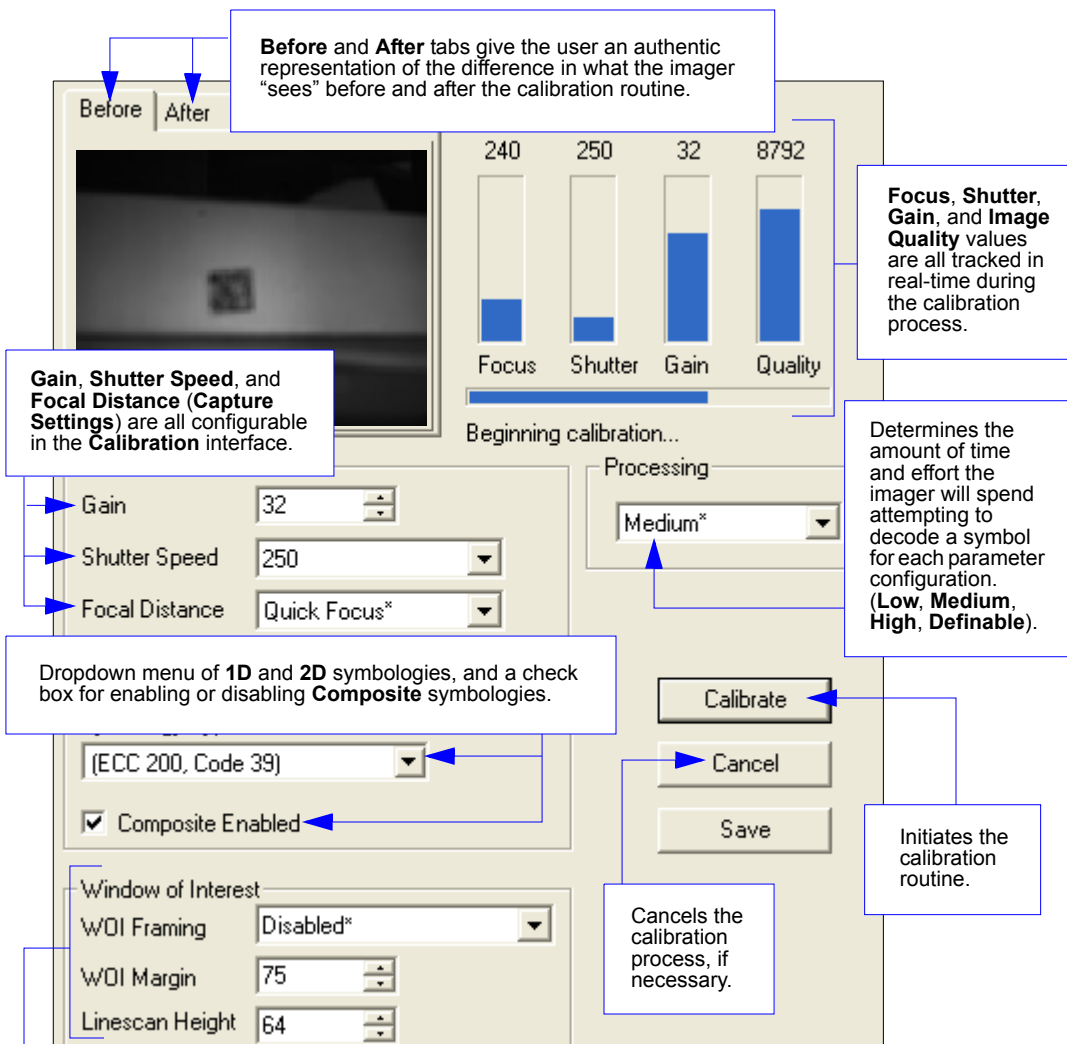 Before and After tabs give the user an authentic
representation of the difference in what the imager
“sees” before and after the calibration routine.
Before
After
240 250 32 8792
Focus Shutter Gain Quality
Beginning calibration...
Focus, Shutter,
Gain, and Image
Quality values
are all tracked in
real-time during
the calibration
process.
Gain, Shutter Speed, and
Focal Distance (Capture
Settings) are all configurable
in the Calibration interface.
Gain 32
Shutter Speed 250
Focal Distance Quick Focus*
Processing
Medium*
Determines the
amount of time
and effort the
imager will spend
attempting to
decode a symbol
for each parameter
configuration.
(Low, Medium,
High, Definable).
Dropdown menu of 1D and 2D symbologies, and a check
box for enabling or disabling Composite symbologies.
(ECC 200, Code 39)
Composite Enabled
Calibrate
Cancel
Save
Initiates the
calibration
routine.
Cancels the
calibration
process, if
necessary.
Window of Interest
WOI Framing Disabled*
WOI Margin 75
Linescan Height 64